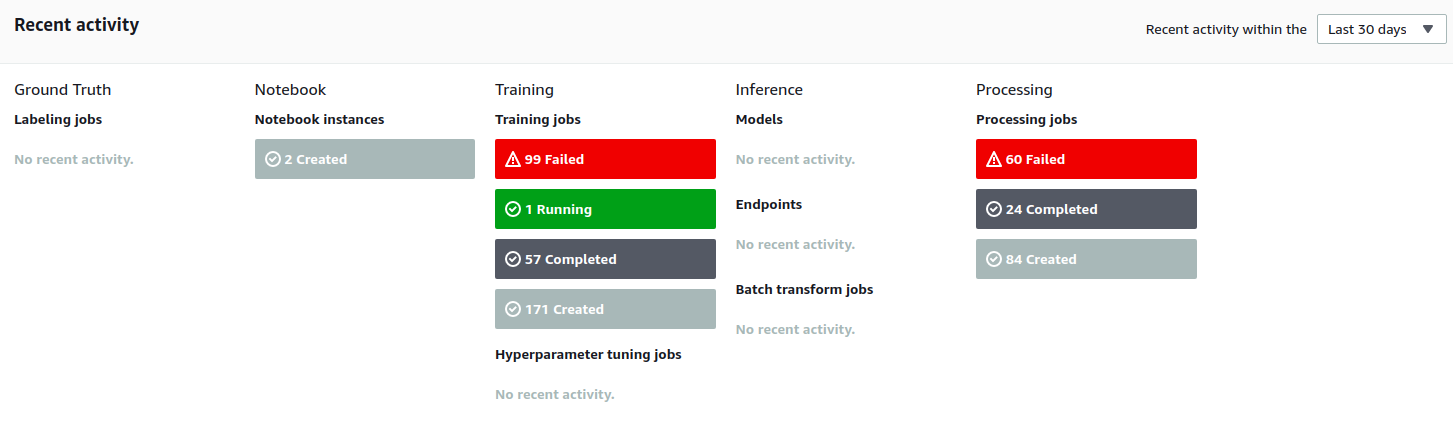 Recent activity
Recent activity within the Last 30 days
Ground Truth
Labeling jobs
No recent activity.
Notebook
Notebook instances
2 Created
Training
Training jobs
99 Failed
1 Running
57 Completed
171 Created
Hyperparameter tuning jobs
No recent activity.
Inference
Models
No recent activity.
Endpoints
No recent activity.
Batch transform jobs
No recent activity.
Processing
Processing jobs
60 Failed
24 Completed
84 Created